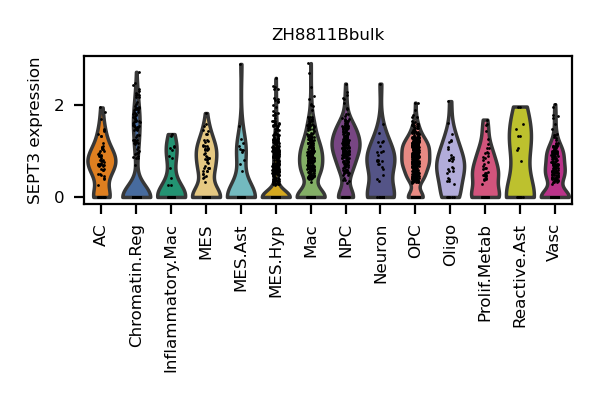 ZH8811Bbulk
SEPT3 expression
2
0
AC
Chromatin.Reg
Inflammatory.Mac
MES
MES.Ast
MES.Hyp
Mac
NPC
Neuron
OPC
Oligo
Prolif.Metab
Reactive.Ast
Vasc